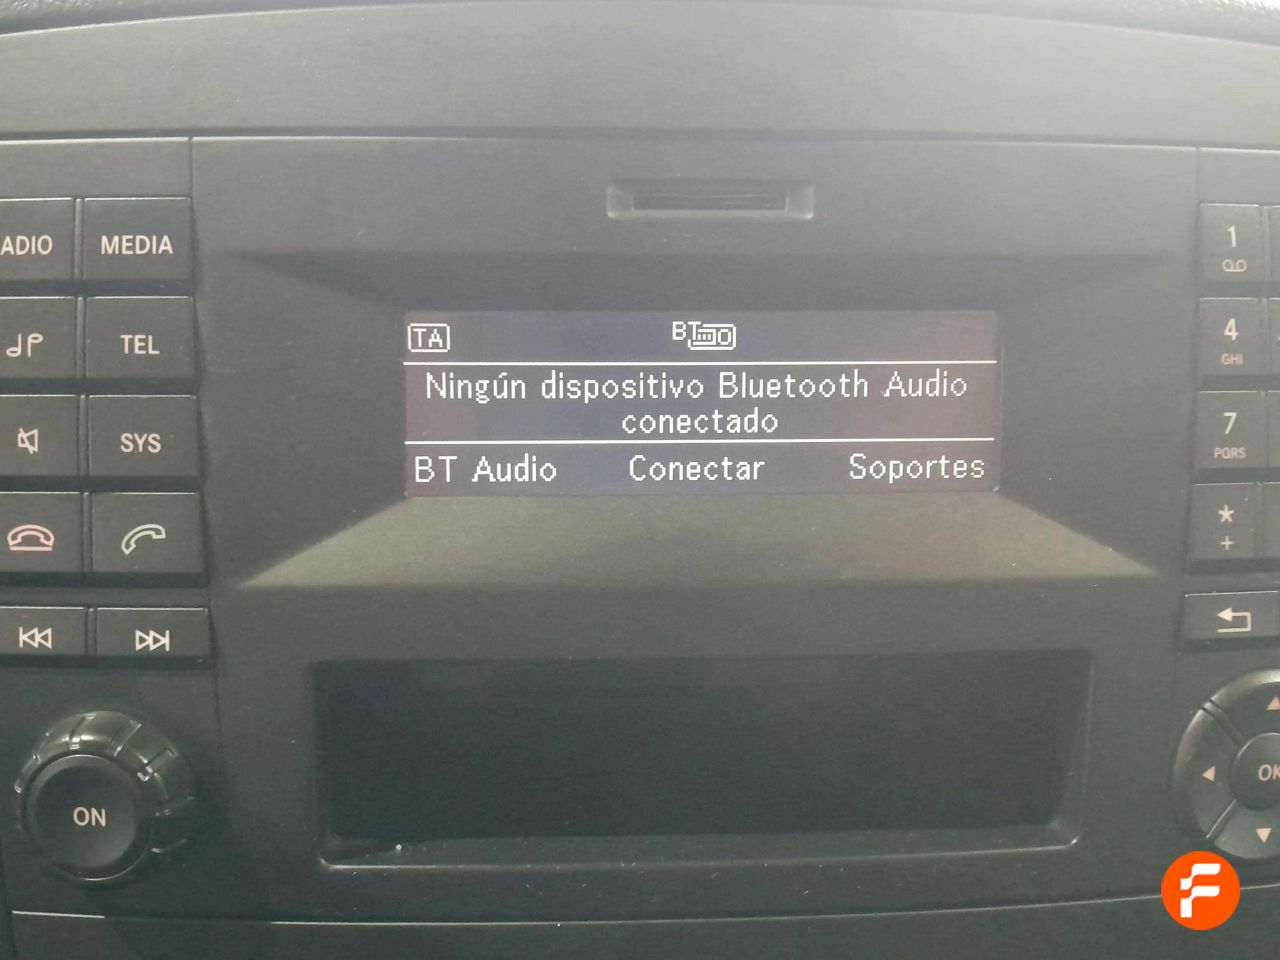 ADIO
MEDIA
TEL
SYS
ON
TA
BT
Ningún dispositivo Bluetooth Audio
conectado
BT Audio Conectar Soportes
1
4
GHI
7
PQRS
*
+
OK
F